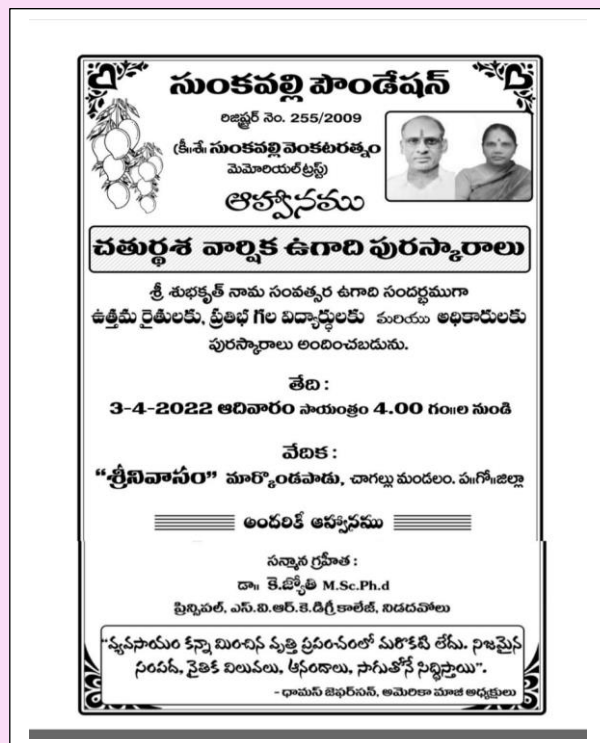 సుంకవల్లి పౌండేషన్
రిజిష్టర్ నెం. 255/2009
(కీ॥శే॥ సుంకవల్లి వెంకటరత్నం
మెమోరియల్ ట్రస్ట్)
ఆహ్వానము
చతుర్థశ వార్షిక ఉగాది పురస్కారాలు
శ్రీ శుభకృత్ నామ సంవత్సర ఉగాది సందర్భముగా
ఉత్తమ రైతులకు, ప్రతిభ గల విద్యార్ధులకు మరియు అధికారులకు
పురస్కారాలు అందించబడును.
తేది :
3-4-2022 ఆదివారం సాయంత్రం 4.00 గం॥ల నుండి
వేదిక :
“శ్రీనివాసం” మార్కొండపాడు, చాగల్లు మండలం. ప॥గో॥జిల్లా
అందరికీ ఆహ్వానము
సన్మాన గ్రహీత :
డా॥ కె.జ్యోతి M.Sc.Ph.d
ప్రిన్సిపల్, ఎస్.వి.ఆర్.కె.డిగ్రీ కాలేజ్, నిడదవోలు
“వ్యవసాయం కన్నా మించిన వృత్తి ప్రపంచంలో మరొకటి లేదు. నిజమైన
సంపద, నైతిక విలువలు, ఆనందాలు, సాగుతోనే సిద్ధిస్తాయి”.
- థామస్ జెఫర్‌సన్, అమెరికా మాజీ అధ్యక్షులు